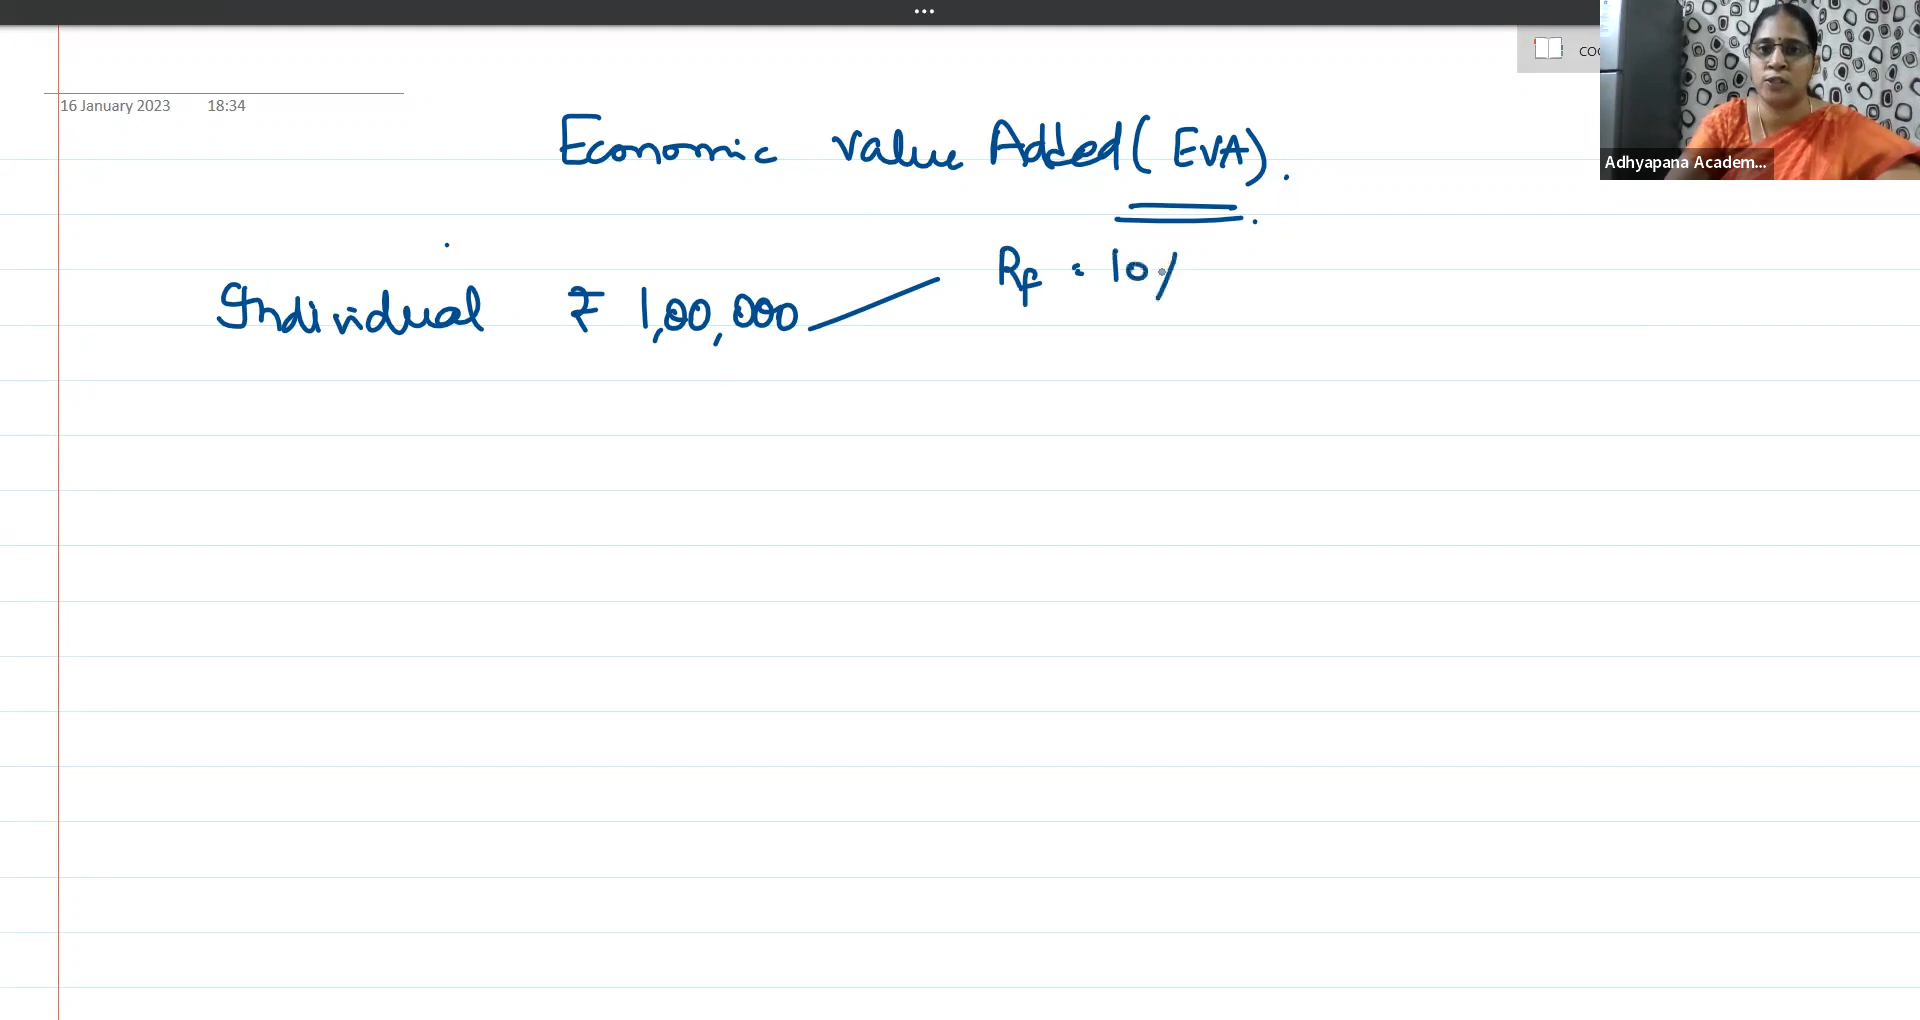 •••
16 January 2023 18:34
Economic value Added (EVA).
Rf = 10%
Individual ₹ 1,00,000
Adhyapana Academ...